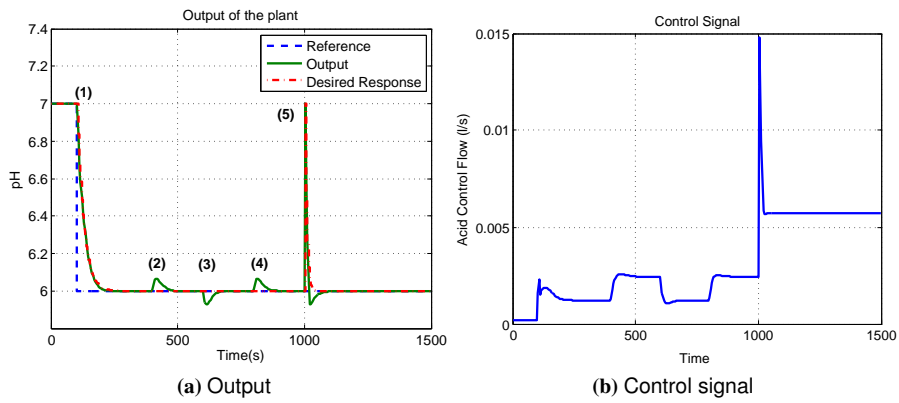 Output of the plant
7.4
7.2
7
6.8
6.6
6.4
6.2
6
pH
Reference
Output
Desired Response
(1)
(2)
(3)
(4)
(5)
0
500
1000
1500
Time(s)
(a) Output
Control Signal
0.015
0.01
0.005
0
Acid Control Flow (l/s)
0
500
1000
1500
Time
(b) Control signal